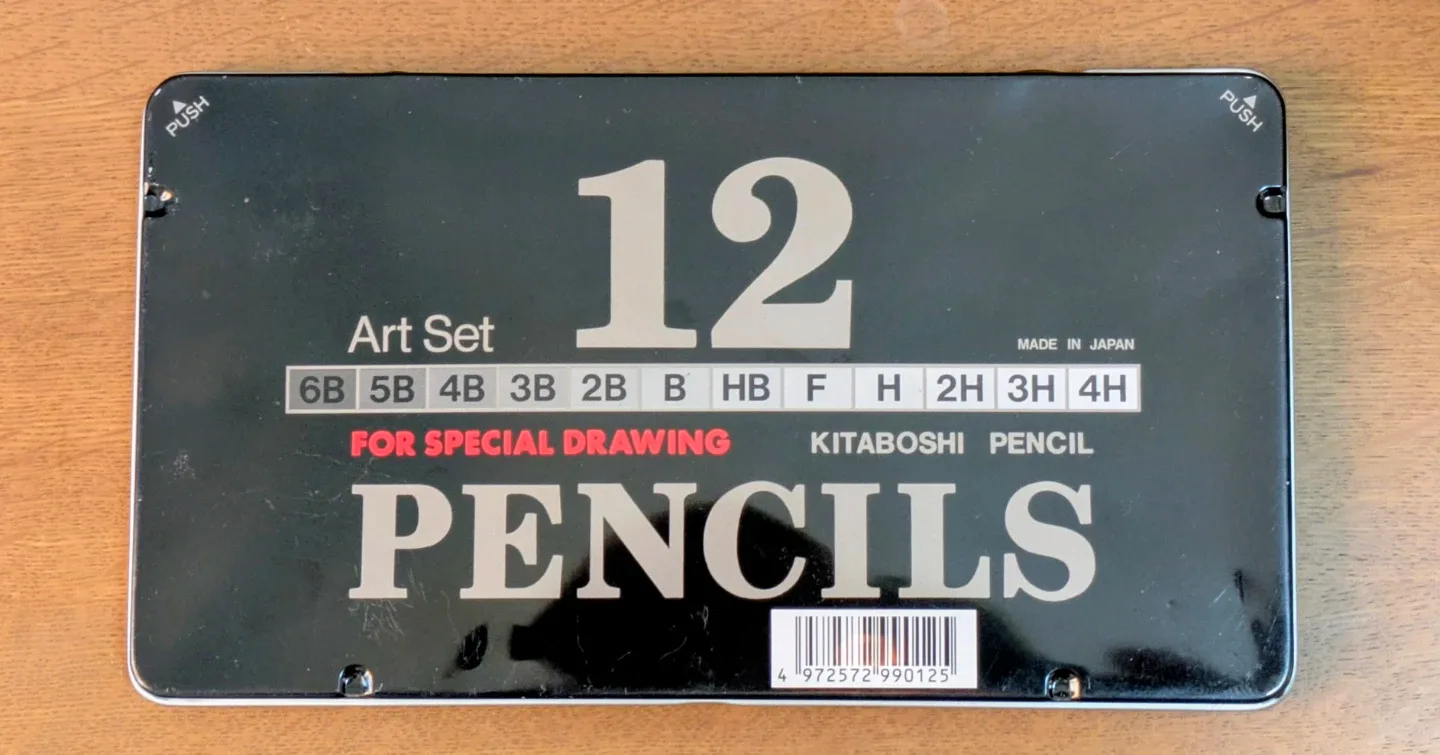 PUSH
PUSH
12
Art Set
MADE IN JAPAN
6B 5B 4B 3B 2B B HB F H 2H 3H 4H
FOR SPECIAL DRAWING KITABOSHI PENCIL
PENCILS
4 972572 990125